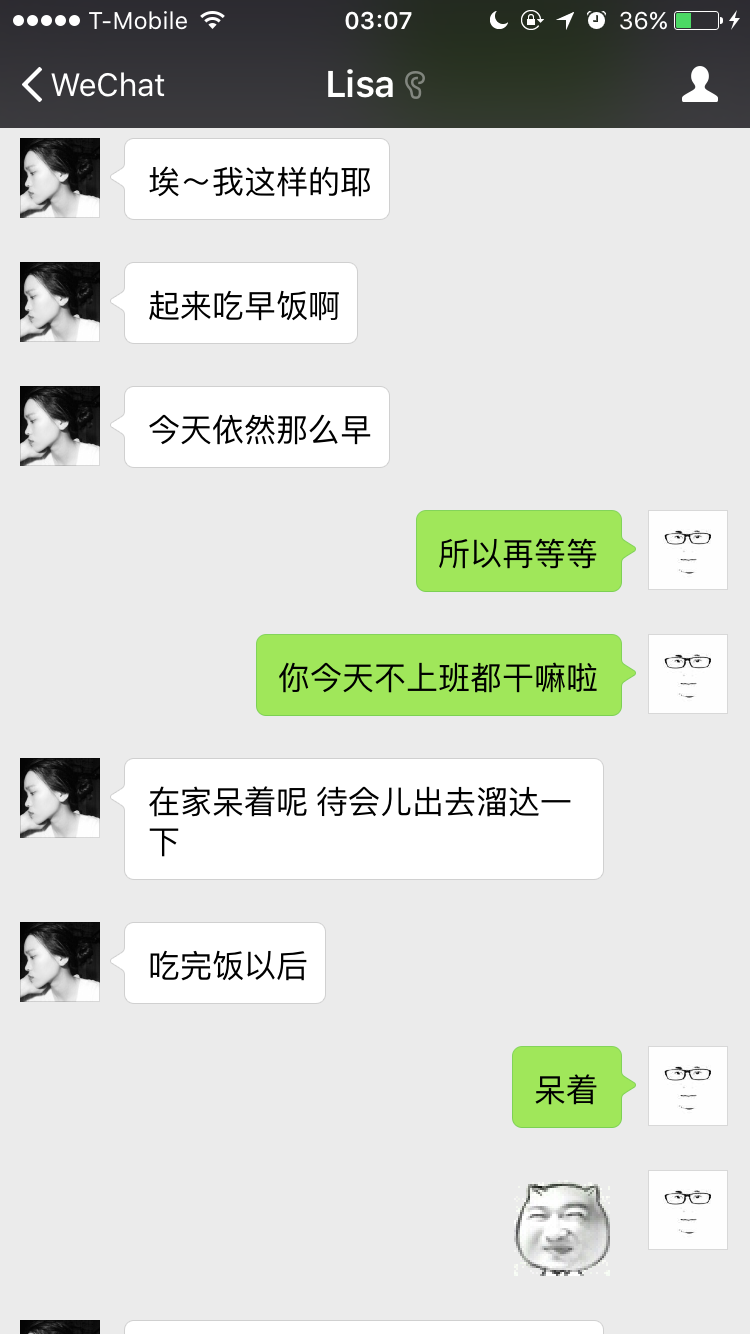 T-Mobile 03:07 36%
WeChat Lisa
埃～我这样的耶
起来吃早饭啊
今天依然那么早
所以再等等
你今天不上班都干嘛啦
在家呆着呢 待会儿出去溜达一
下
吃完饭以后
呆着